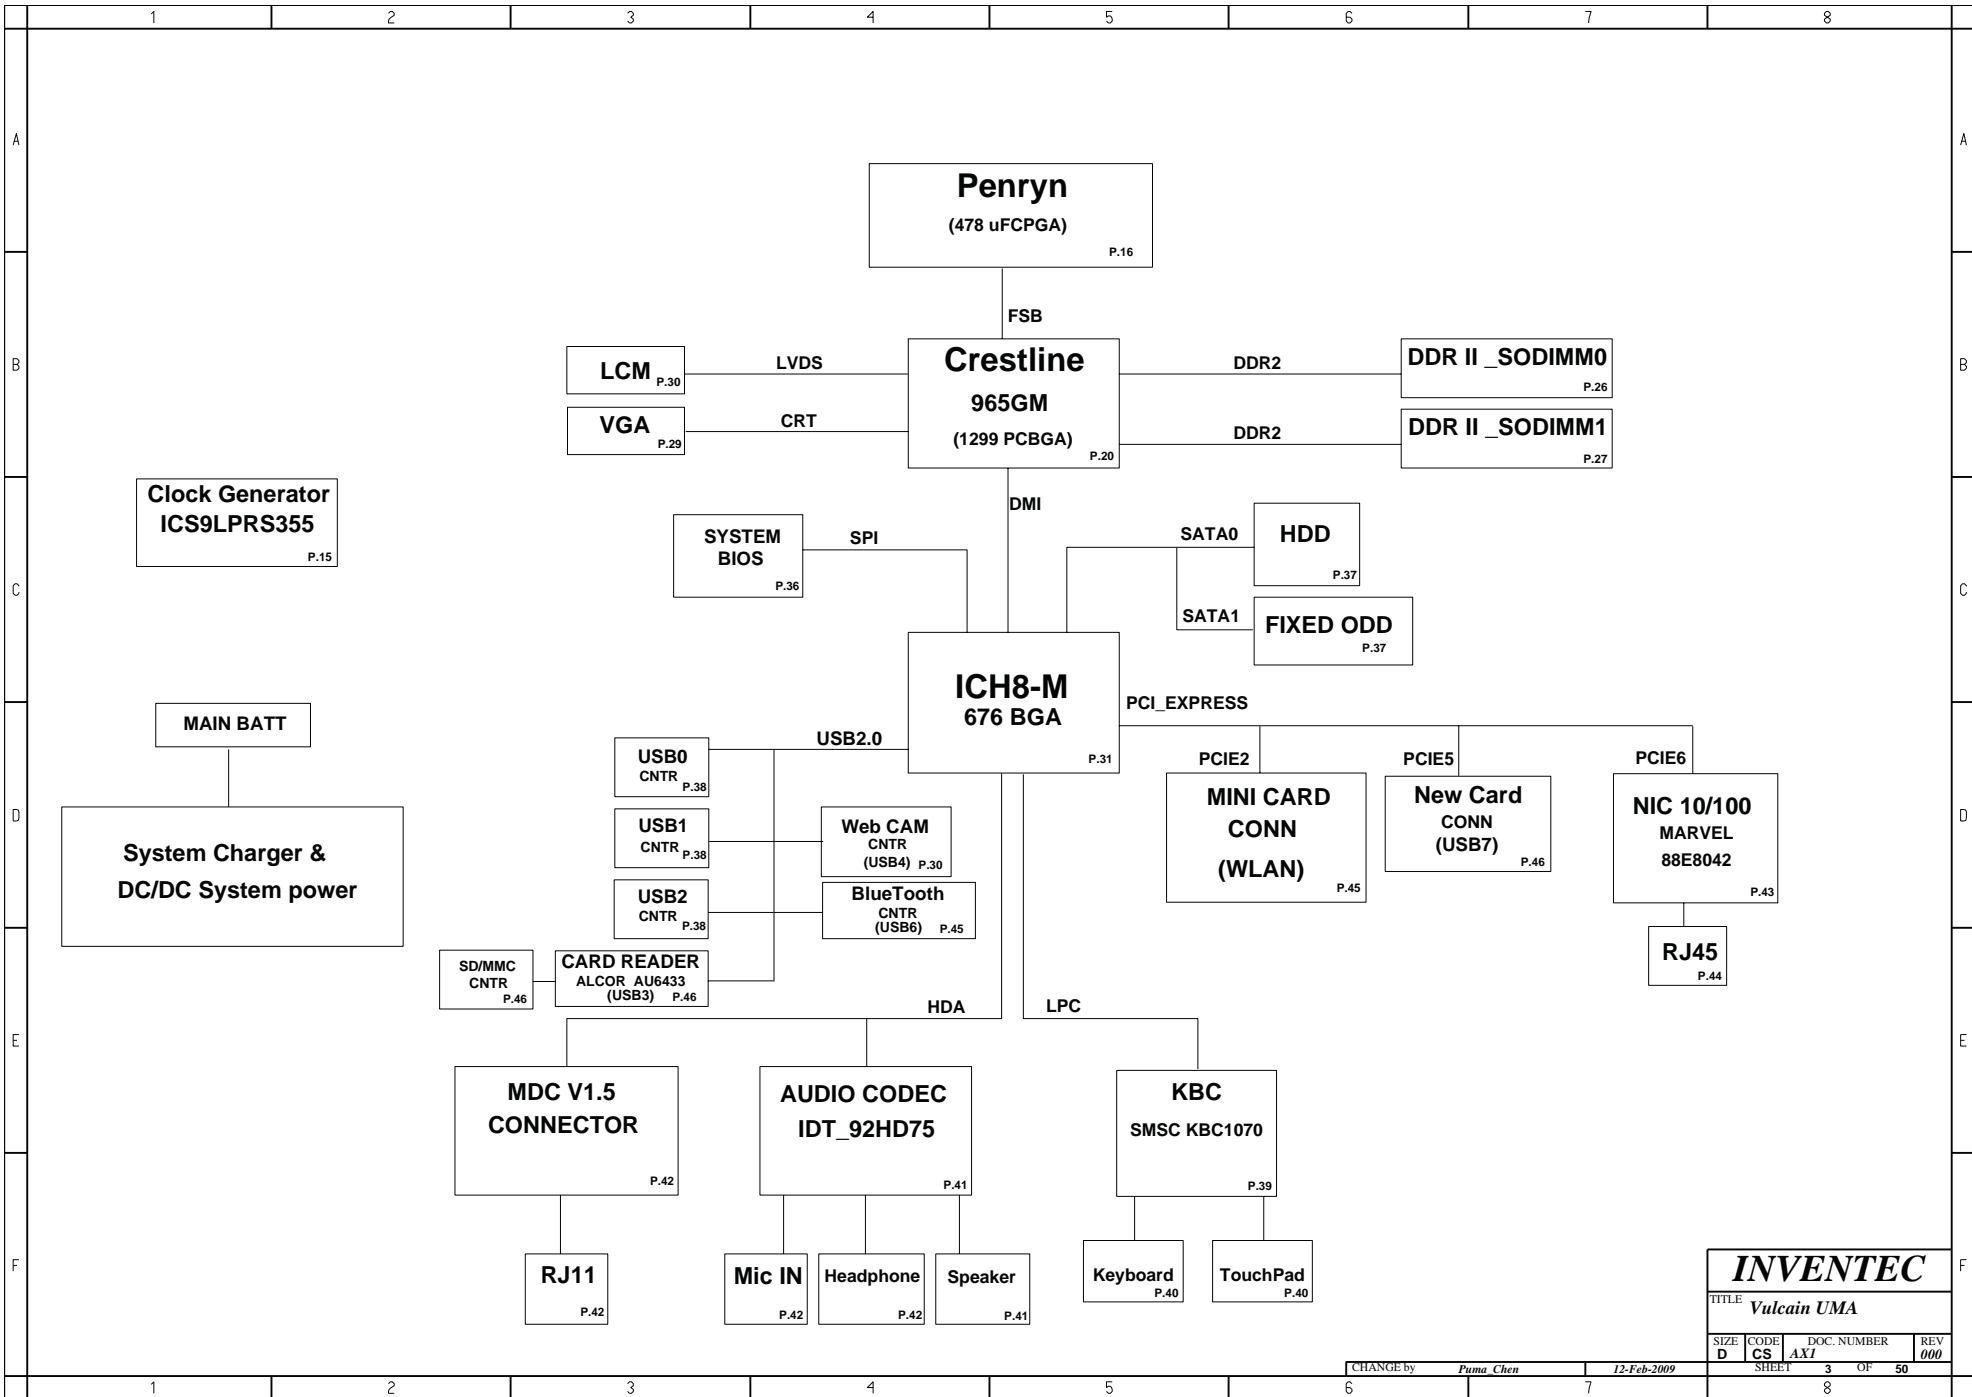 1 2 3 4 5 6 7 8
A A
Penryn
(478 uFCPGA)
P.16
FSB
B B
LCM P.30
LVDS
VGA P.29
CRT
Crestline
965GM
(1299 PCBGA)
P.20
DDR2
DDR II _SODIMM0
P.26
DDR2
DDR II _SODIMM1
P.27
Clock Generator
ICS9LPRS355
P.15
DMI
SYSTEM
BIOS
P.36
SPI
SATA0
HDD
P.37
C C
SATA1
FIXED ODD
P.37
ICH8-M
676 BGA
P.31
PCI_EXPRESS
MAIN BATT
USB2.0
USB0
CNTR
P.38
PCIE2
MINI CARD
CONN
(WLAN)
P.45
PCIE5
New Card
CONN
(USB7)
P.46
PCIE6
NIC 10/100
MARVEL
88E8042
P.43
D D
System Charger &
DC/DC System power
USB1
CNTR P.38
Web CAM
CNTR
(USB4) P.30
USB2
CNTR P.38
BlueTooth
CNTR
(USB6) P.45
RJ45
P.44
SD/MMC
CNTR
P.46
CARD READER
ALCOR AU6433
(USB3) P.46
HDA
LPC
E E
MDC V1.5
CONNECTOR
P.42
AUDIO CODEC
IDT_92HD75
P.41
KBC
SMSC KBC1070
P.39
F F
RJ11
P.42
Mic IN
P.42
Headphone
P.42
Speaker
P.41
Keyboard
P.40
TouchPad
P.40
INVENTEC
TITLE Vulcain UMA
SIZE CODE DOC. NUMBER REV
D CS AX1 000
CHANGE by Puma_Chen 12-Feb-2009 SHEET 3 OF 50
1 2 3 4 5 6 7 8